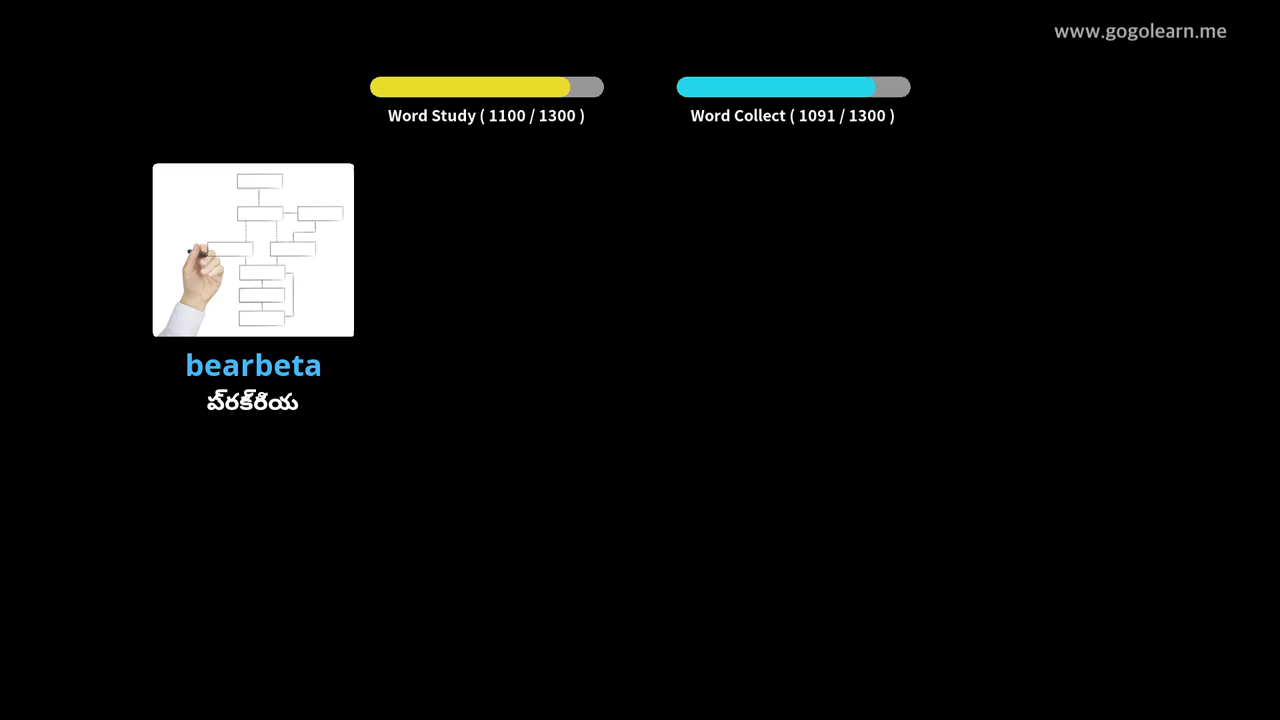 www.gogolearn.me
Word Study ( 1100 / 1300 )
Word Collect ( 1091 / 1300 )
bearbeta
ప్రక్రియ